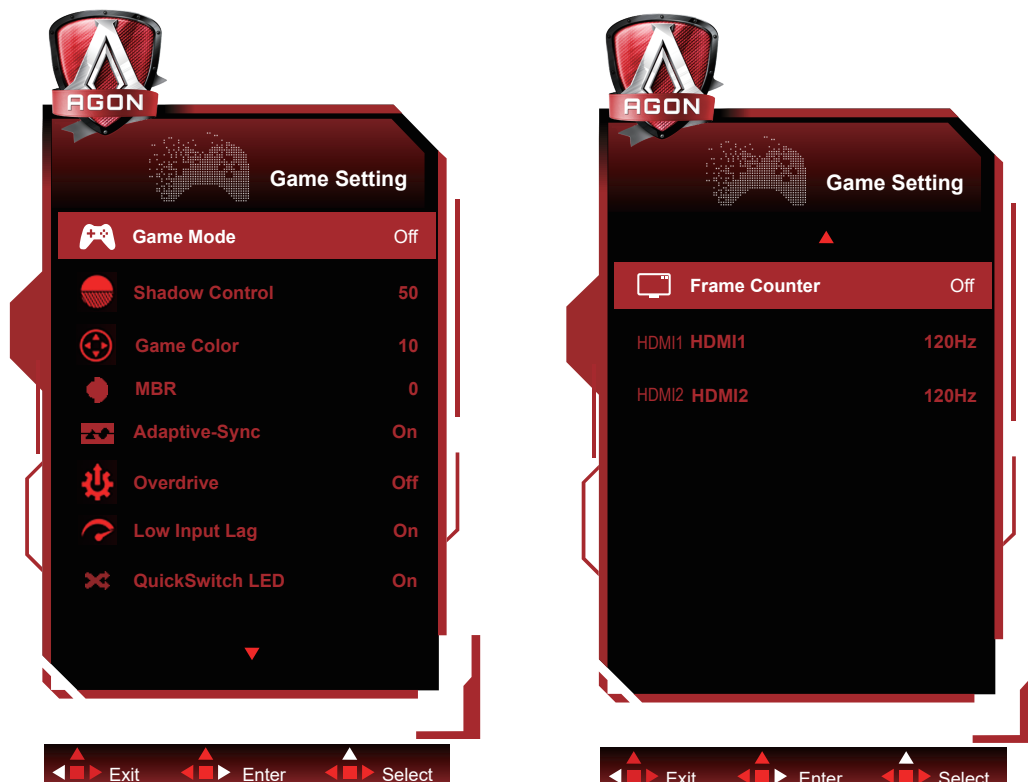 AGON
Game Setting
Game Mode Off
Shadow Control 50
Game Color 10
MBR 0
Adaptive-Sync On
Overdrive Off
Low Input Lag On
QuickSwitch LED On
Exit Enter Select
AGON
Game Setting
Frame Counter Off
HDMI1 HDMI1 120Hz
HDMI2 HDMI2 120Hz
Exit Enter Select